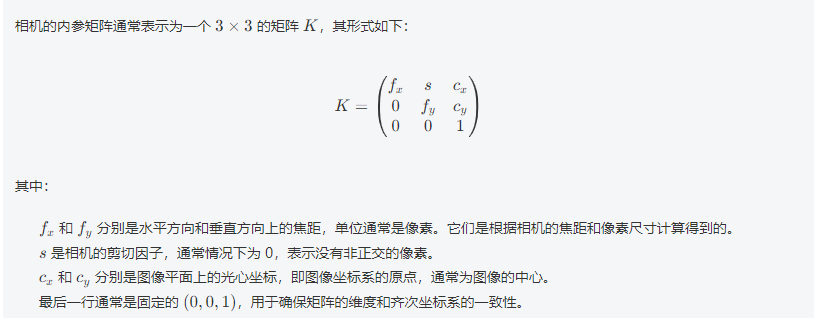 相机的内参矩阵通常表示为一个 3 × 3 的矩阵 K，其形式如下：
K = 
f_x s c_x
0 f_y c_y
0 0 1
其中：
f_x 和 f_y 分别是水平方向和垂直方向上的焦距，单位通常是像素。它们是根据相机的焦距和像素尺寸计算得到的。
s 是相机的剪切因子，通常情况下为 0，表示没有非正交的像素。
c_x 和 c_y 分别是图像平面上的光心坐标，即图像坐标系的原点，通常为图像的中心。
最后一行通常是固定的 (0, 0, 1)，用于确保矩阵的维度和齐次坐标系的一致性。